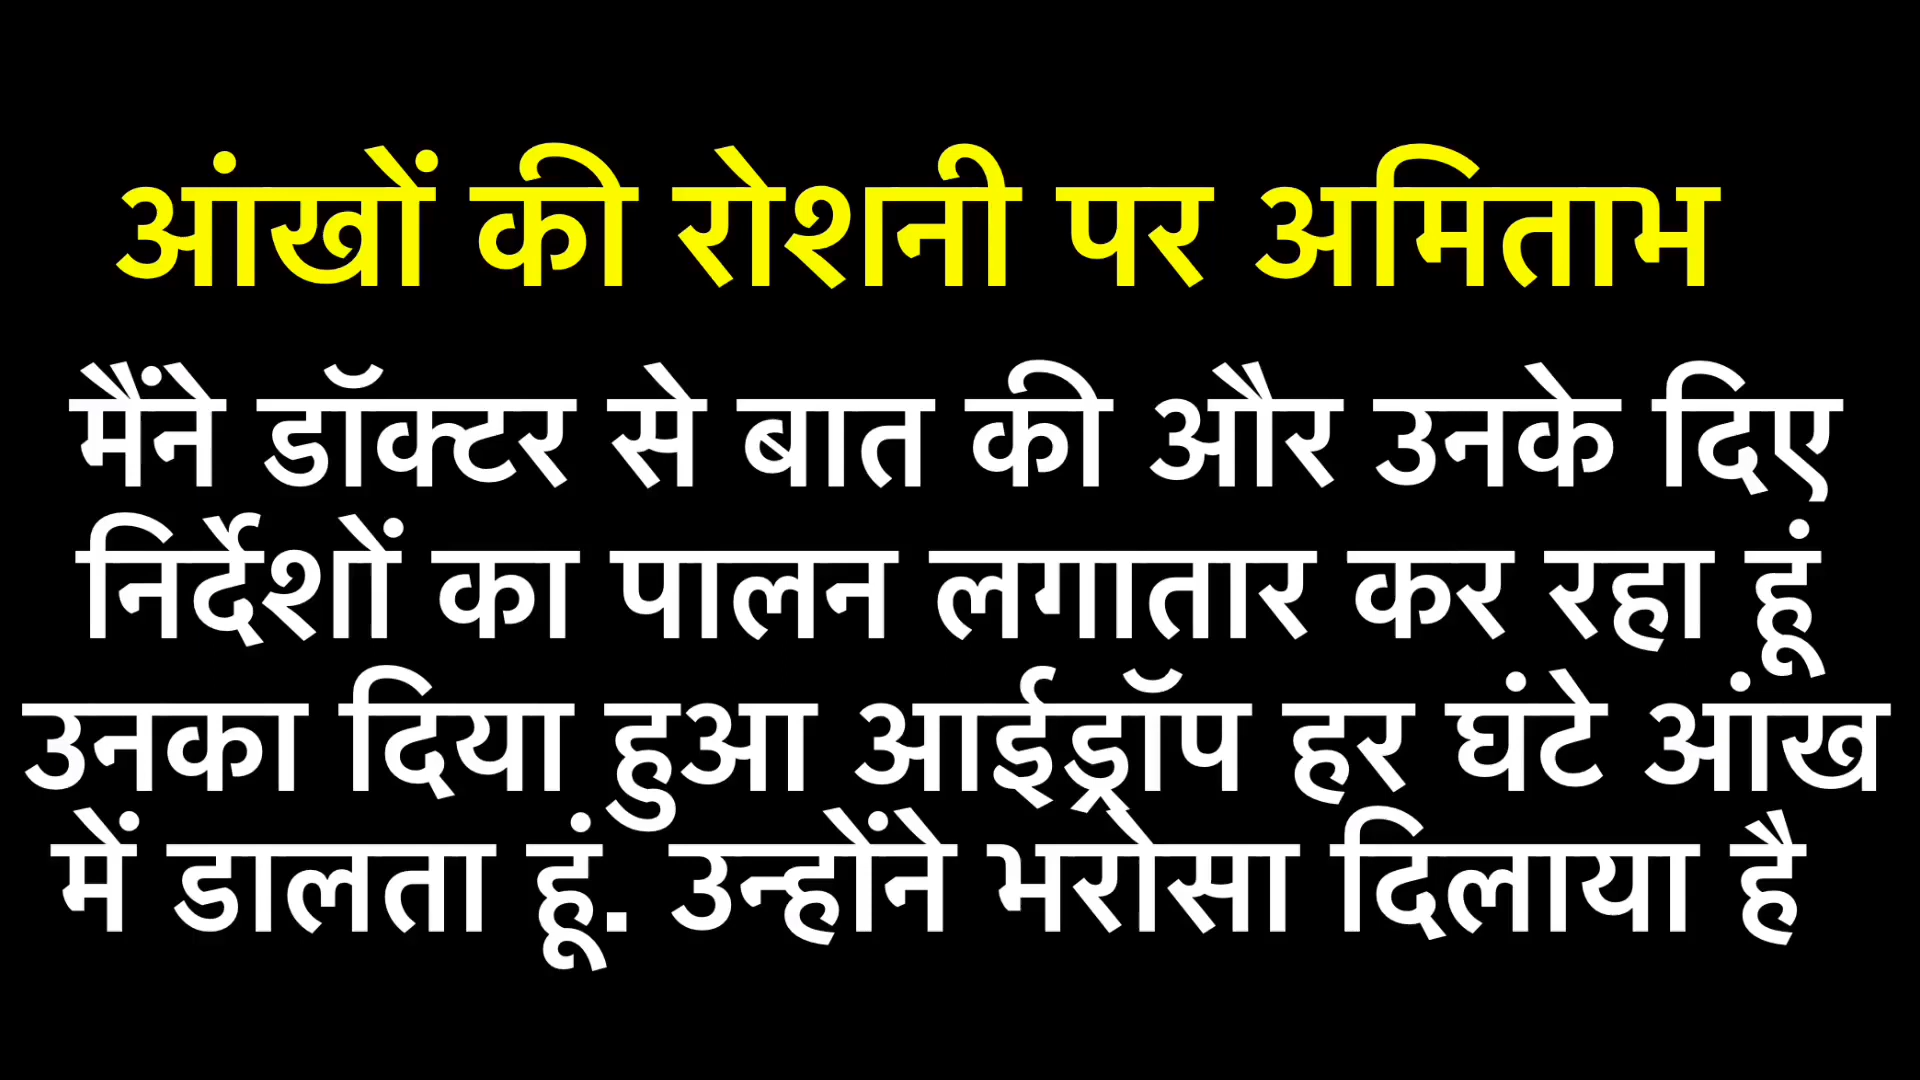 आंखों की रोशनी पर अमिताभ
मैंने डॉक्टर से बात की और उनके दिए
निर्देशों का पालन लगातार कर रहा हूं
उनका दिया हुआ आईड्रॉप हर घंटे आंख
में डालता हूं. उन्होंने भरोसा दिलाया है